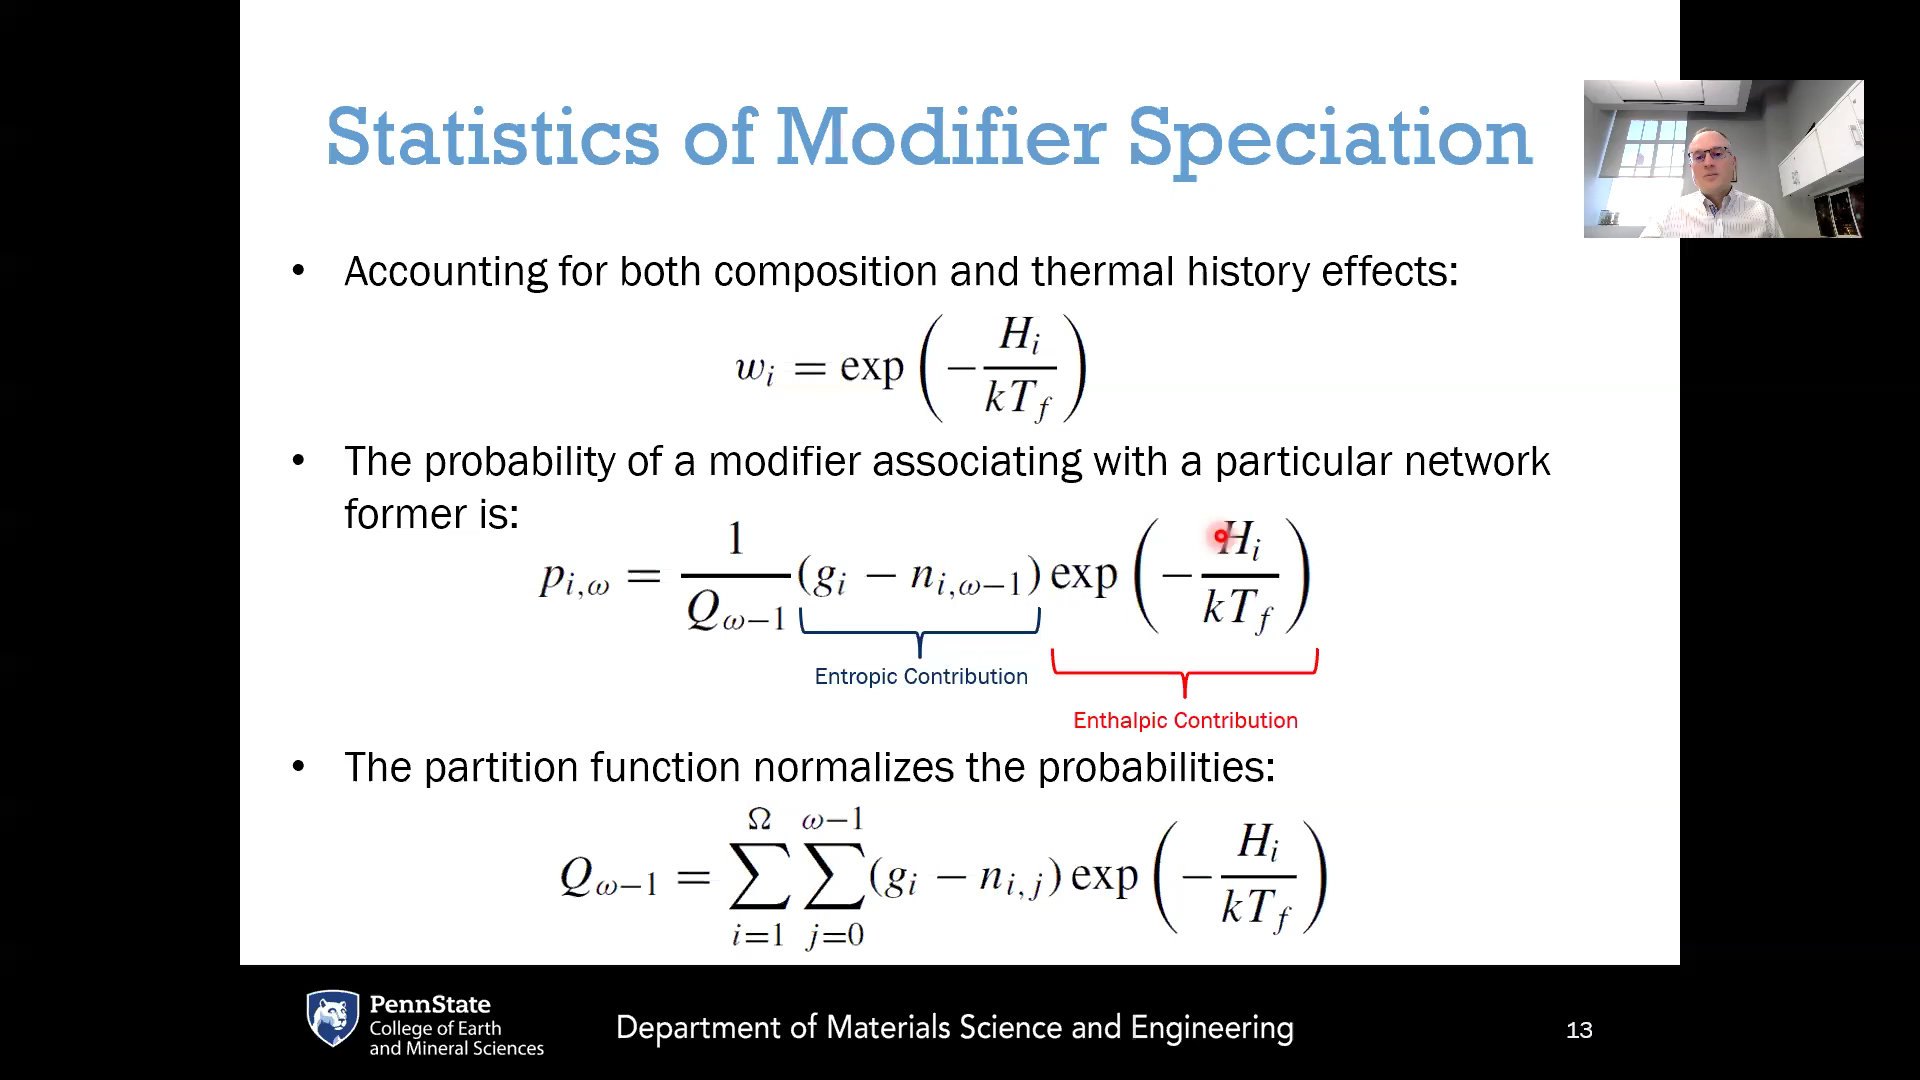 Statistics of Modifier Speciation
• Accounting for both composition and thermal history effects:
w_i = exp(−H_i/kT_f)
• The probability of a modifier associating with a particular network
former is:
p_{i,ω} = 1/Q_{ω−1} (g_i − n_{i,ω−1}) exp(−H_i/kT_f)
Entropic Contribution
Enthalpic Contribution
• The partition function normalizes the probabilities:
Q_{ω−1} = ∑_{i=1}^{Ω} ∑_{j=0}^{ω−1} (g_i − n_{i,j}) exp(−H_i/kT_f)
PennState
College of Earth
and Mineral Sciences
Department of Materials Science and Engineering
13